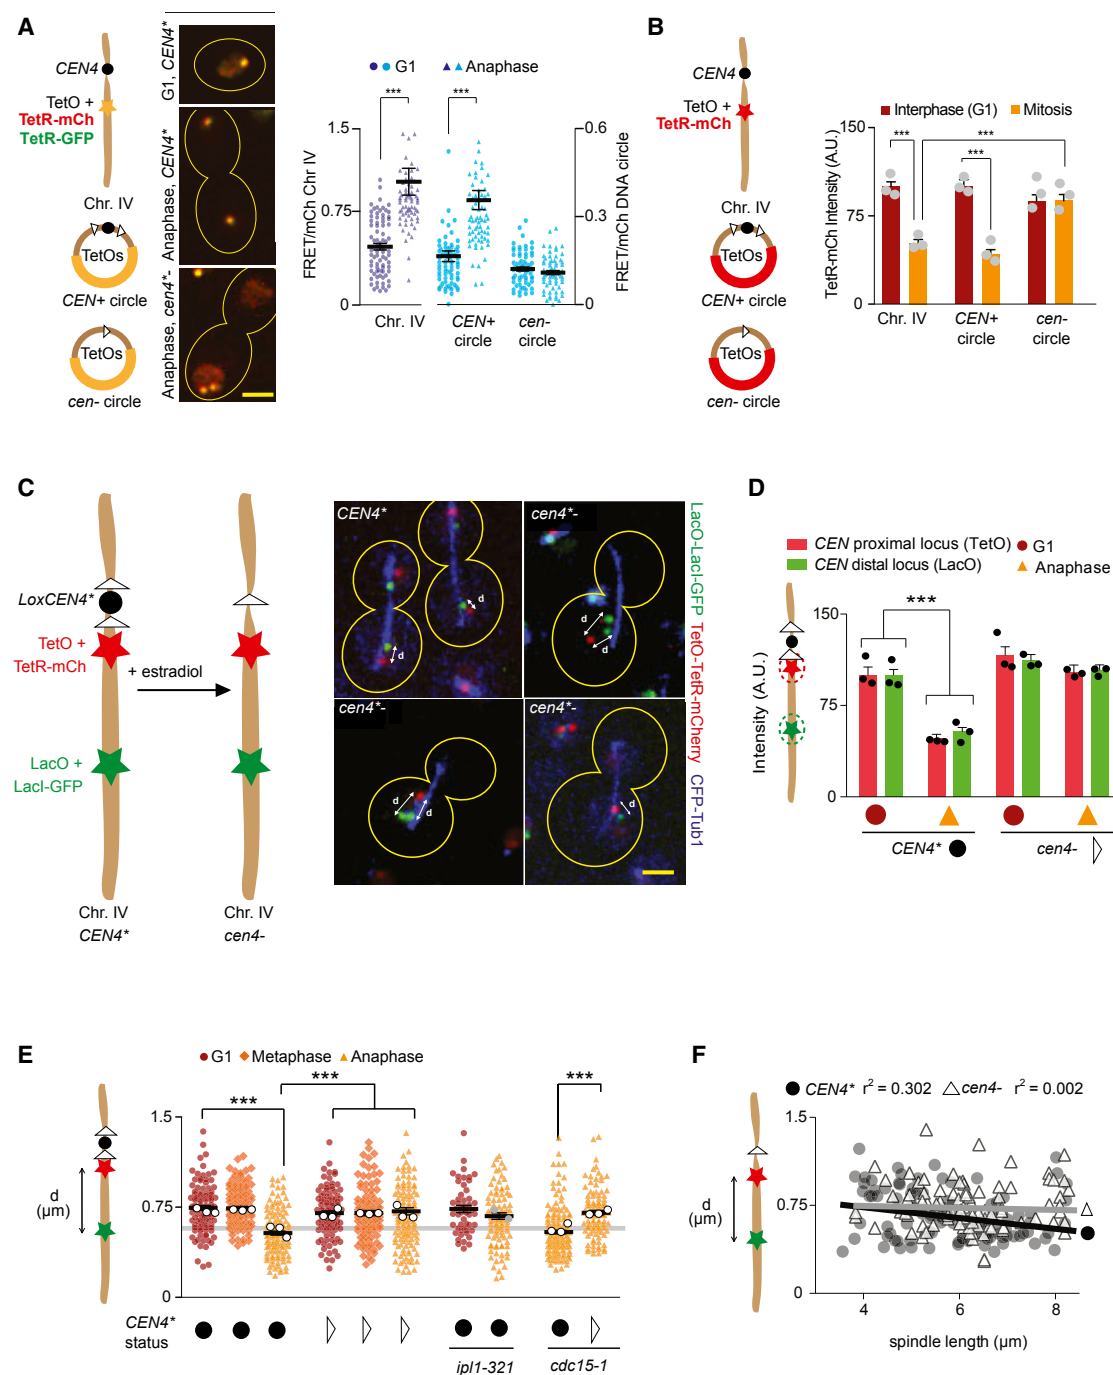 A
CEN4
TetO +
TetR-mCh
TetR-GFP
Chr. IV
TetOs
CEN+ circle
TetOs
cen- circle
G1, CEN4*
Anaphase, CEN4*
Anaphase, cen4*-
G1
Anaphase
***
***
1.5
0.75
0
FRET/mCh Chr IV
0.6
0.3
0
FRET/mCh DNA circle
Chr. IV
CEN+
circle
cen-
circle
B
CEN4
TetO +
TetR-mCh
Chr. IV
TetOs
CEN+ circle
TetOs
cen- circle
Interphase (G1)
Mitosis
***
***
***
150
75
0
TetR-mCh Intensity (A.U.)
Chr. IV
CEN+
circle
cen-
circle
C
LoxCEN4*
TetO +
TetR-mCh
+ estradiol
LacO +
LacI-GFP
Chr. IV
CEN4*
Chr. IV
cen4-
CEN4*
d
d
cen4*-
d
cen4*-
d
d
cen4*-
d
LacO-LacI-GFP TetO-TetR-mCherry CFP-Tub1
D
CEN proximal locus (TetO)
CEN distal locus (LacO)
G1
Anaphase
***
150
75
0
Intensity (A.U.)
CEN4*
cen4-
E
G1
Metaphase
Anaphase
***
***
***
d
(μm)
1.5
0.75
0
CEN4*
status
ipl1-321
cdc15-1
F
CEN4* r2 = 0.302
cen4- r2 = 0.002
d
(μm)
1.5
0.75
0
4
6
8
spindle length (μm)